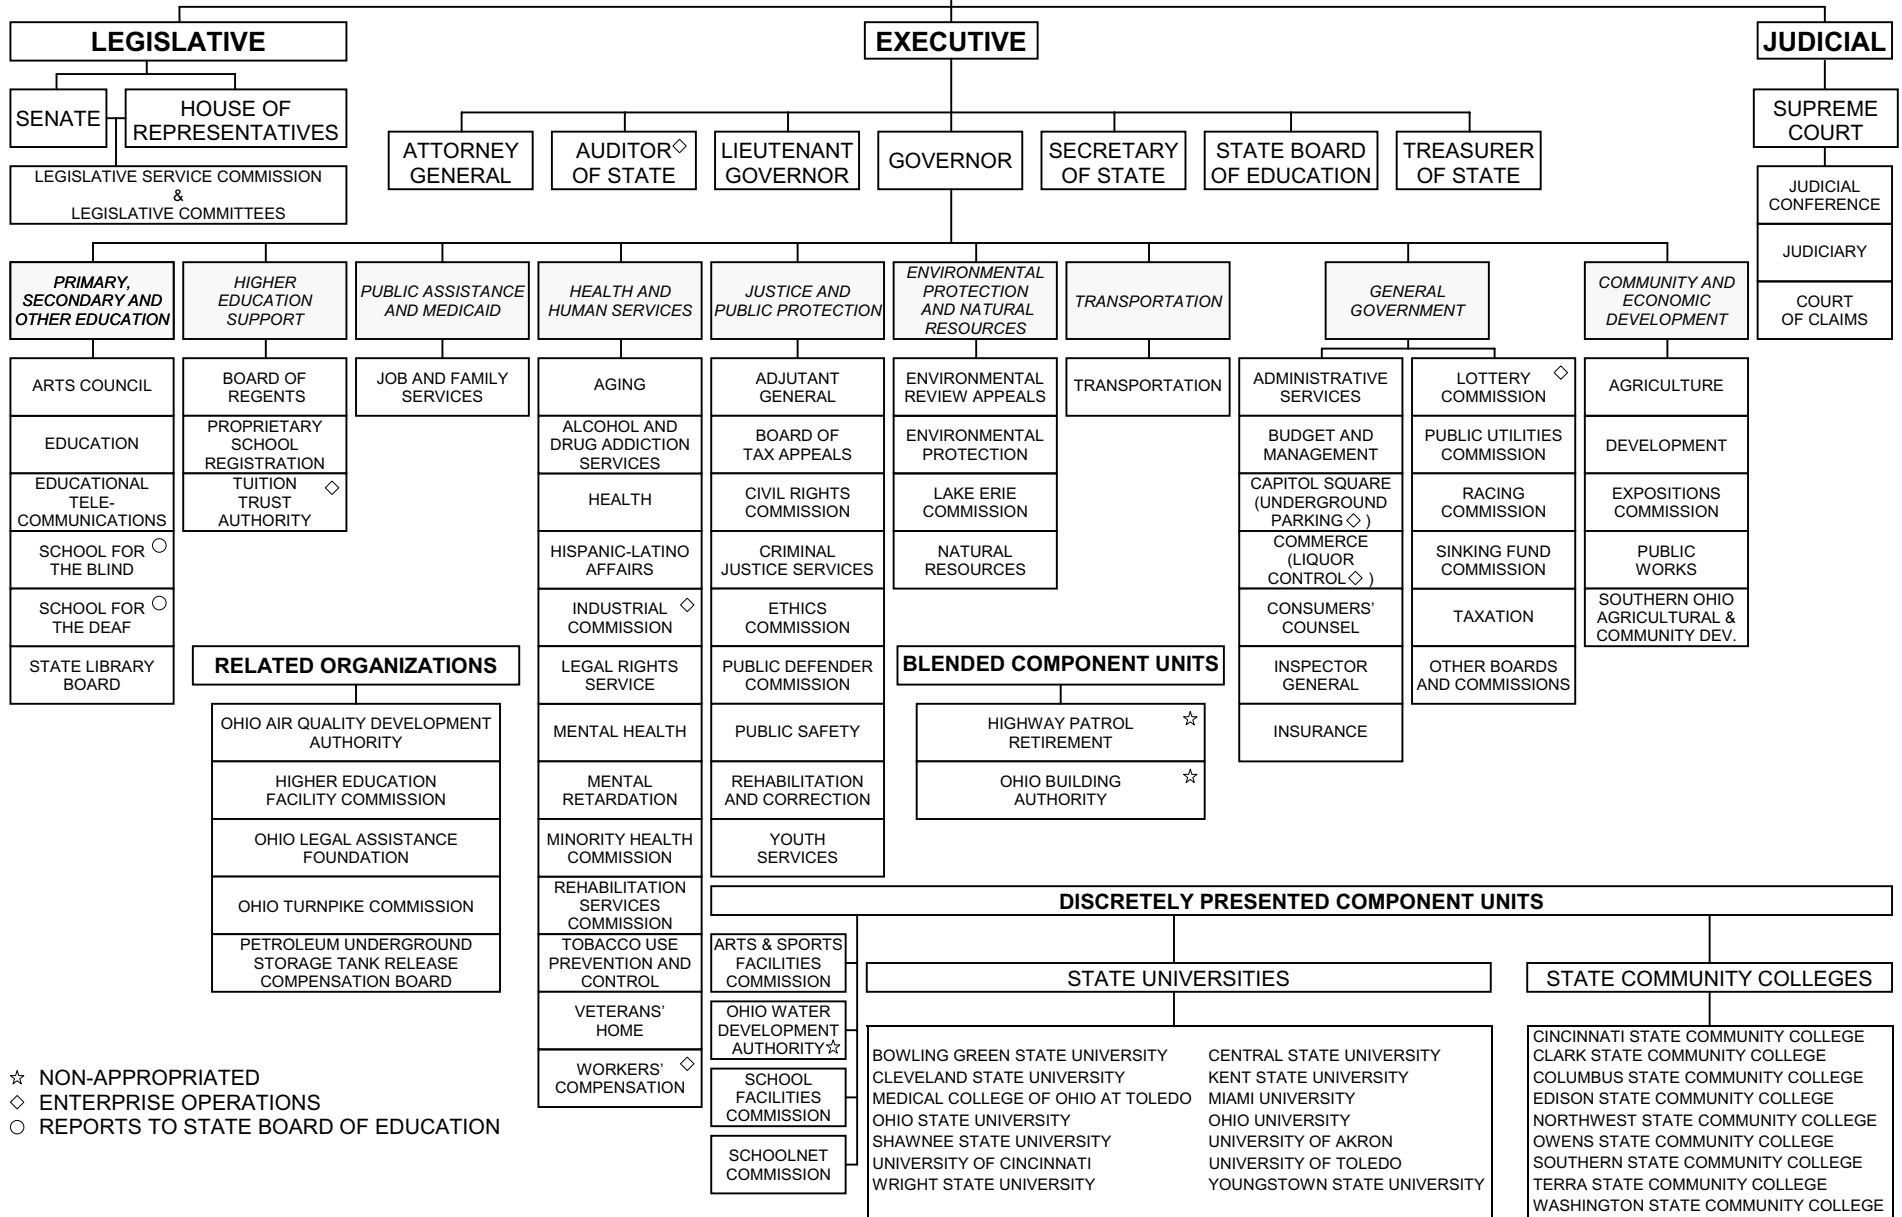 LEGISLATIVE
EXECUTIVE
JUDICIAL
SENATE
HOUSE OF
REPRESENTATIVES
LEGISLATIVE SERVICE COMMISSION
&
LEGISLATIVE COMMITTEES
ATTORNEY
GENERAL
AUDITOR◇
OF STATE
LIEUTENANT
GOVERNOR
GOVERNOR
SECRETARY
OF STATE
STATE BOARD
OF EDUCATION
TREASURER
OF STATE
SUPREME
COURT
JUDICIAL
CONFERENCE
JUDICIARY
COURT
OF CLAIMS
PRIMARY,
SECONDARY AND
OTHER EDUCATION
ARTS COUNCIL
EDUCATION
EDUCATIONAL
TELE-
COMMUNICATIONS
SCHOOL FOR ○
THE BLIND
SCHOOL FOR ○
THE DEAF
STATE LIBRARY
BOARD
HIGHER
EDUCATION
SUPPORT
BOARD OF
REGENTS
PROPRIETARY
SCHOOL
REGISTRATION
TUITION ◇
TRUST
AUTHORITY
PUBLIC ASSISTANCE
AND MEDICAID
JOB AND FAMILY
SERVICES
HEALTH AND
HUMAN SERVICES
AGING
ALCOHOL AND
DRUG ADDICTION
SERVICES
HEALTH
HISPANIC-LATINO
AFFAIRS
INDUSTRIAL ◇
COMMISSION
LEGAL RIGHTS
SERVICE
MENTAL HEALTH
MENTAL
RETARDATION
MINORITY HEALTH
COMMISSION
REHABILITATION
SERVICES
COMMISSION
TOBACCO USE
PREVENTION AND
CONTROL
VETERANS'
HOME
WORKERS' ◇
COMPENSATION
JUSTICE AND
PUBLIC PROTECTION
ADJUTANT
GENERAL
BOARD OF
TAX APPEALS
CIVIL RIGHTS
COMMISSION
CRIMINAL
JUSTICE SERVICES
ETHICS
COMMISSION
PUBLIC DEFENDER
COMMISSION
PUBLIC SAFETY
REHABILITATION
AND CORRECTION
YOUTH
SERVICES
ENVIRONMENTAL
PROTECTION
AND NATURAL
RESOURCES
ENVIRONMENTAL
REVIEW APPEALS
ENVIRONMENTAL
PROTECTION
LAKE ERIE
COMMISSION
NATURAL
RESOURCES
TRANSPORTATION
TRANSPORTATION
GENERAL
GOVERNMENT
ADMINISTRATIVE
SERVICES
BUDGET AND
MANAGEMENT
CAPITOL SQUARE
(UNDERGROUND
PARKING◇ )
COMMERCE
(LIQUOR
CONTROL◇ )
CONSUMERS'
COUNSEL
INSPECTOR
GENERAL
INSURANCE
LOTTERY ◇
COMMISSION
PUBLIC UTILITIES
COMMISSION
RACING
COMMISSION
SINKING FUND
COMMISSION
TAXATION
OTHER BOARDS
AND COMMISSIONS
COMMUNITY AND
ECONOMIC
DEVELOPMENT
AGRICULTURE
DEVELOPMENT
EXPOSITIONS
COMMISSION
PUBLIC
WORKS
SOUTHERN OHIO
AGRICULTURAL &
COMMUNITY DEV.
RELATED ORGANIZATIONS
OHIO AIR QUALITY DEVELOPMENT
AUTHORITY
HIGHER EDUCATION
FACILITY COMMISSION
OHIO LEGAL ASSISTANCE
FOUNDATION
OHIO TURNPIKE COMMISSION
PETROLEUM UNDERGROUND
STORAGE TANK RELEASE
COMPENSATION BOARD
BLENDED COMPONENT UNITS
HIGHWAY PATROL ☆
RETIREMENT
OHIO BUILDING ☆
AUTHORITY
DISCRETELY PRESENTED COMPONENT UNITS
ARTS & SPORTS
FACILITIES
COMMISSION
OHIO WATER
DEVELOPMENT
AUTHORITY☆
SCHOOL
FACILITIES
COMMISSION
SCHOOLNET
COMMISSION
STATE UNIVERSITIES
BOWLING GREEN STATE UNIVERSITY
CLEVELAND STATE UNIVERSITY
MEDICAL COLLEGE OF OHIO AT TOLEDO
OHIO STATE UNIVERSITY
SHAWNEE STATE UNIVERSITY
UNIVERSITY OF CINCINNATI
WRIGHT STATE UNIVERSITY
CENTRAL STATE UNIVERSITY
KENT STATE UNIVERSITY
MIAMI UNIVERSITY
OHIO UNIVERSITY
UNIVERSITY OF AKRON
UNIVERSITY OF TOLEDO
YOUNGSTOWN STATE UNIVERSITY
STATE COMMUNITY COLLEGES
CINCINNATI STATE COMMUNITY COLLEGE
CLARK STATE COMMUNITY COLLEGE
COLUMBUS STATE COMMUNITY COLLEGE
EDISON STATE COMMUNITY COLLEGE
NORTHWEST STATE COMMUNITY COLLEGE
OWENS STATE COMMUNITY COLLEGE
SOUTHERN STATE COMMUNITY COLLEGE
TERRA STATE COMMUNITY COLLEGE
WASHINGTON STATE COMMUNITY COLLEGE
☆ NON-APPROPRIATED
◇ ENTERPRISE OPERATIONS
○ REPORTS TO STATE BOARD OF EDUCATION